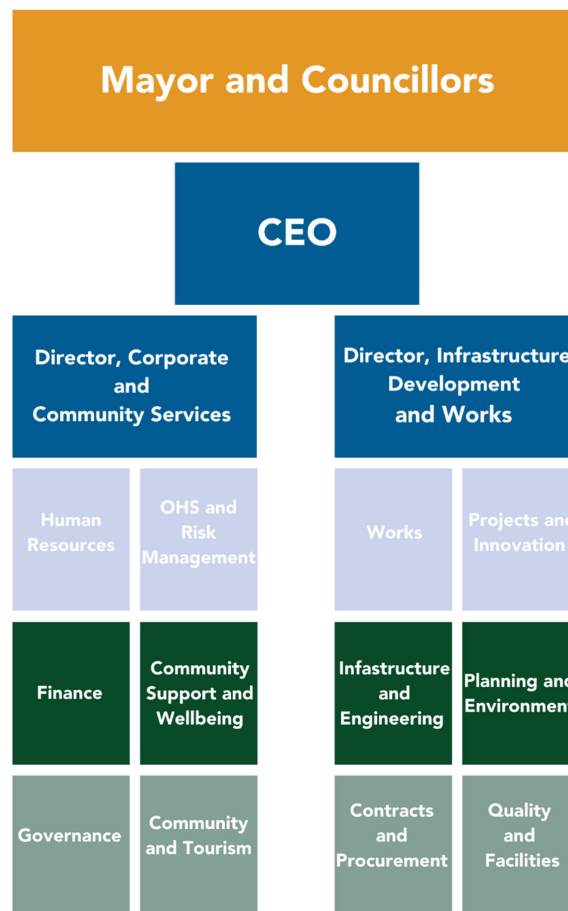 Mayor and Councillors
CEO
Director, Corporate
and
Community Services
Director, Infrastructure
Development
and Works
Human
Resources
OHS and
Risk
Management
Works
Projects and
Innovation
Finance
Community
Support and
Wellbeing
Infastructure
and
Engineering
Planning and
Environment
Governance
Community
and Tourism
Contracts
and
Procurement
Quality
and
Facilities